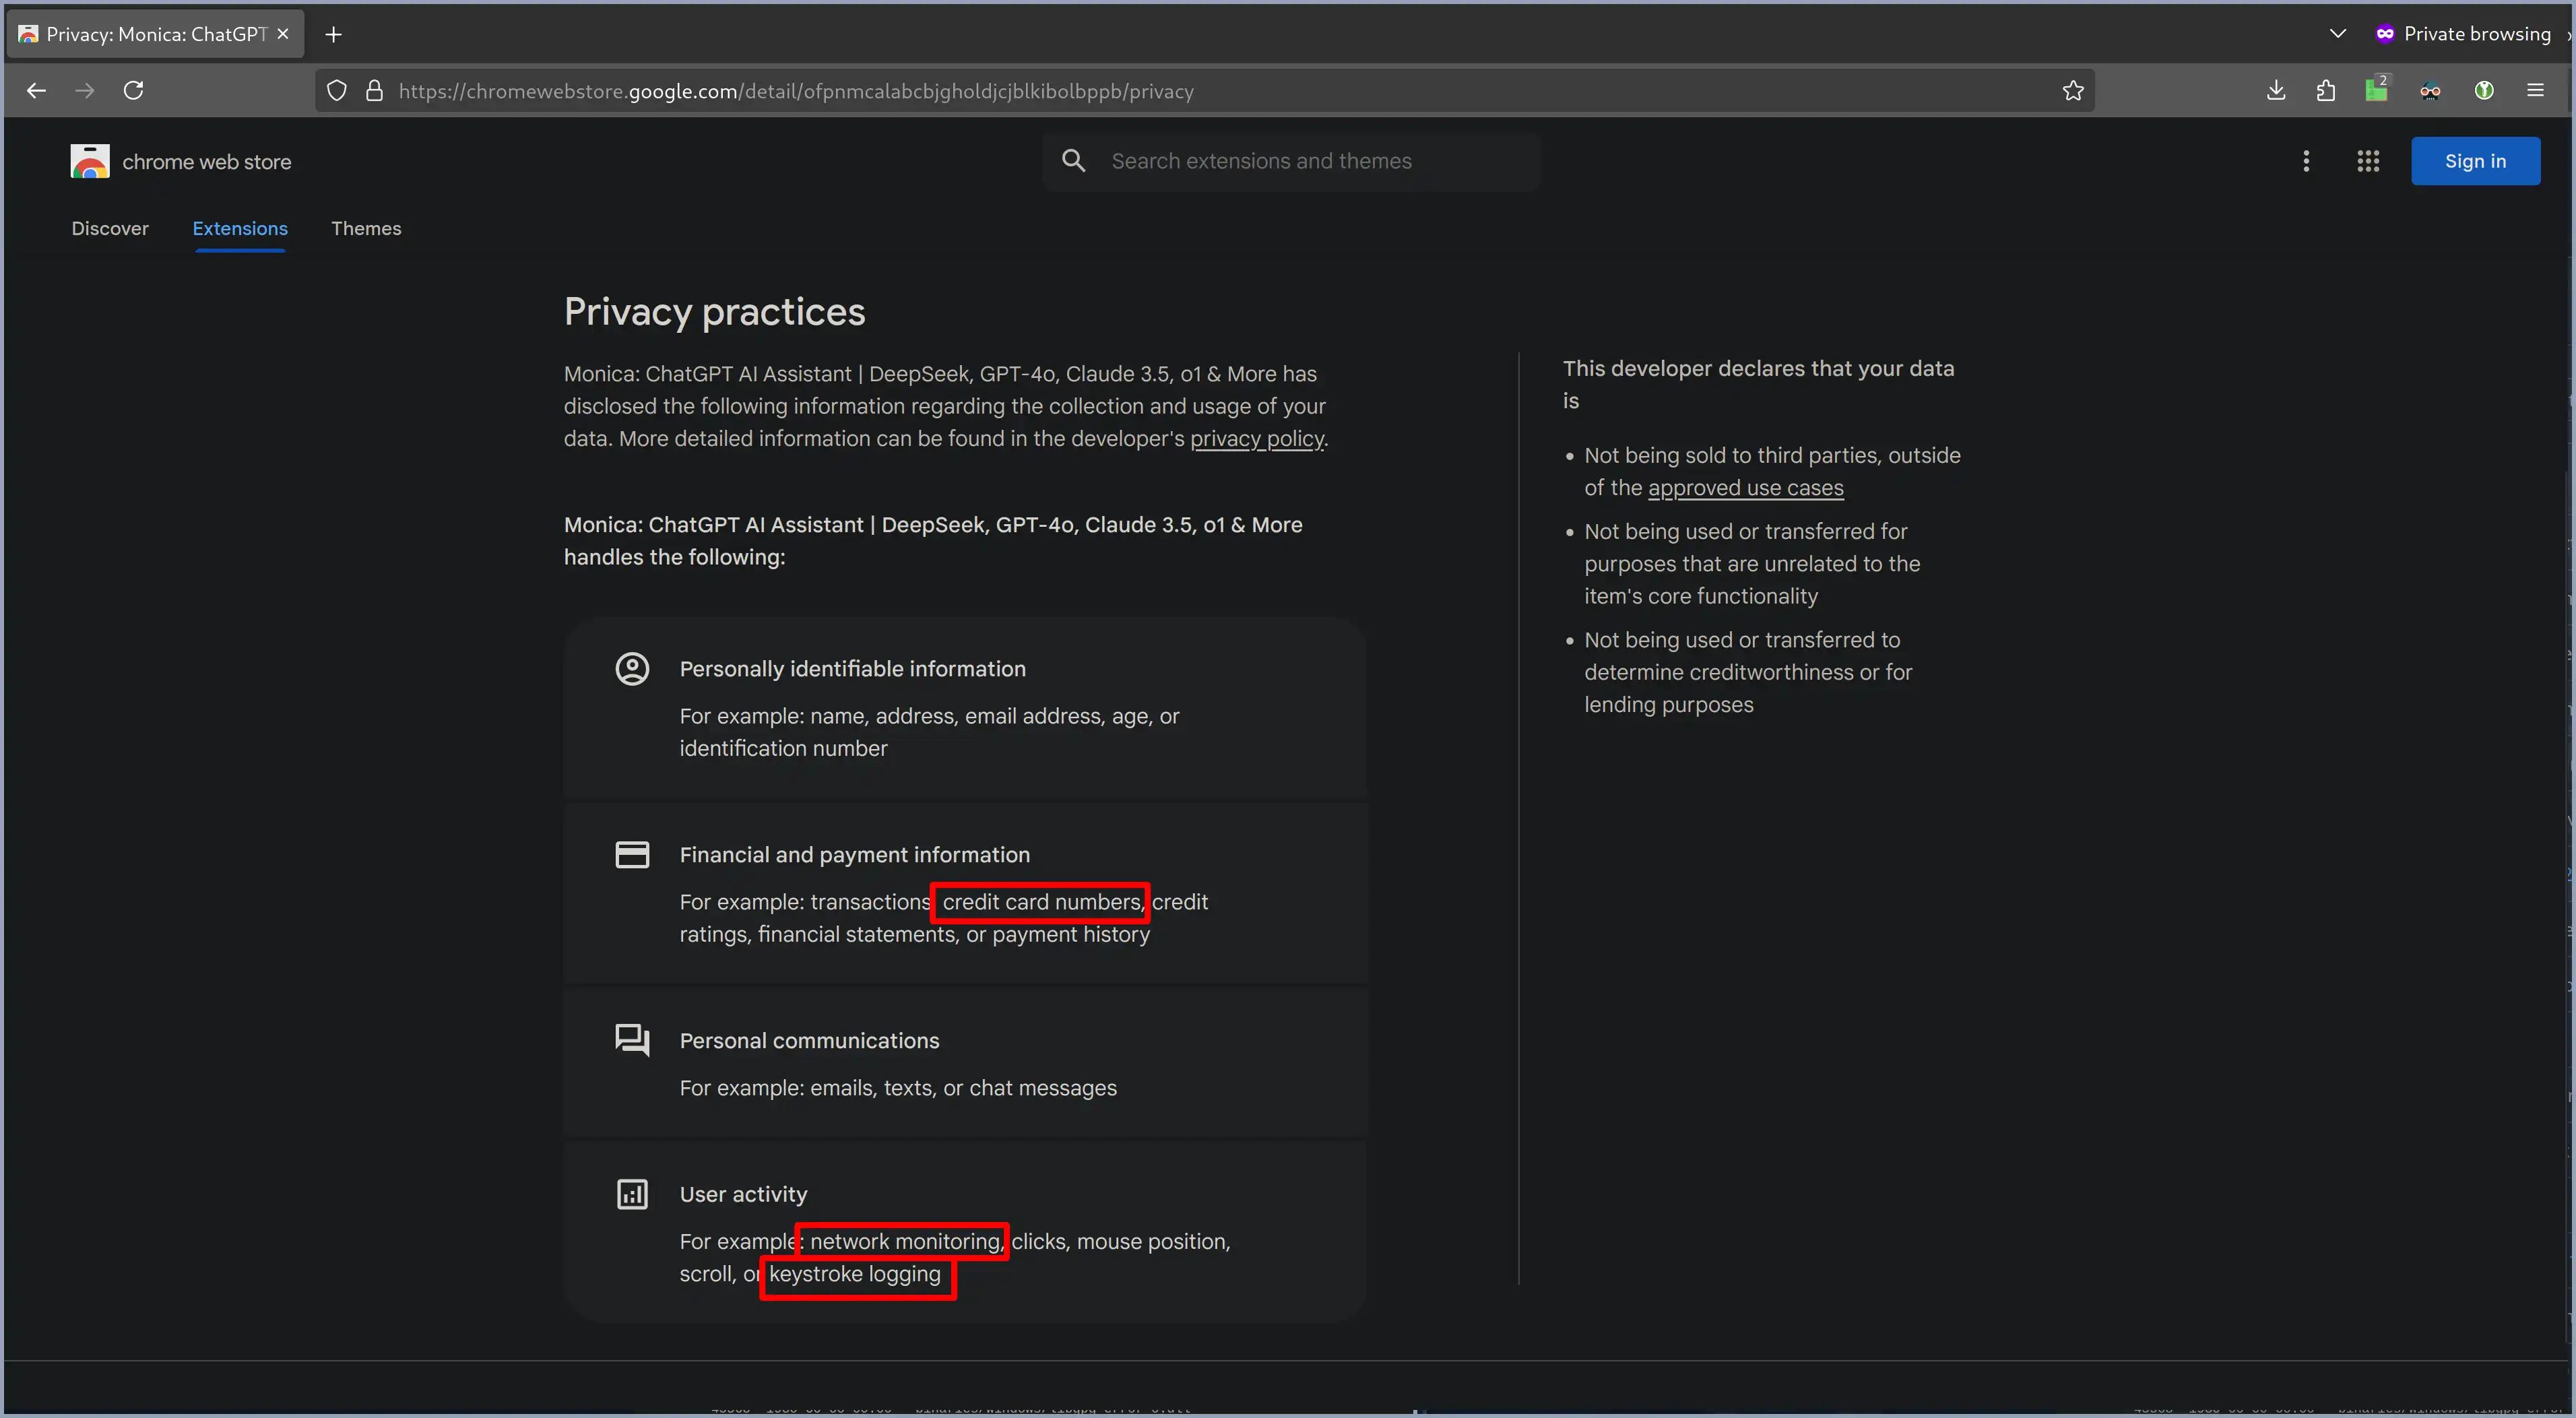 Privacy: Monica: ChatGPT
Private browsing
https://chromewebstore.google.com/detail/ofpnmcalabcbjgholdjcjblkibolbppb/privacy
2
chrome web store
Search extensions and themes
Sign in
Discover Extensions Themes
Privacy practices
Monica: ChatGPT AI Assistant | DeepSeek, GPT-4o, Claude 3.5, o1 & More has
disclosed the following information regarding the collection and usage of your
data. More detailed information can be found in the developer's privacy policy.
Monica: ChatGPT AI Assistant | DeepSeek, GPT-4o, Claude 3.5, o1 & More
handles the following:
Personally identifiable information
For example: name, address, email address, age, or
identification number
Financial and payment information
For example: transactions credit card numbers, credit
ratings, financial statements, or payment history
Personal communications
For example: emails, texts, or chat messages
User activity
For example: network monitoring, clicks, mouse position,
scroll, or keystroke logging
This developer declares that your data
is
• Not being sold to third parties, outside
of the approved use cases
• Not being used or transferred for
purposes that are unrelated to the
item's core functionality
• Not being used or transferred to
determine creditworthiness or for
lending purposes